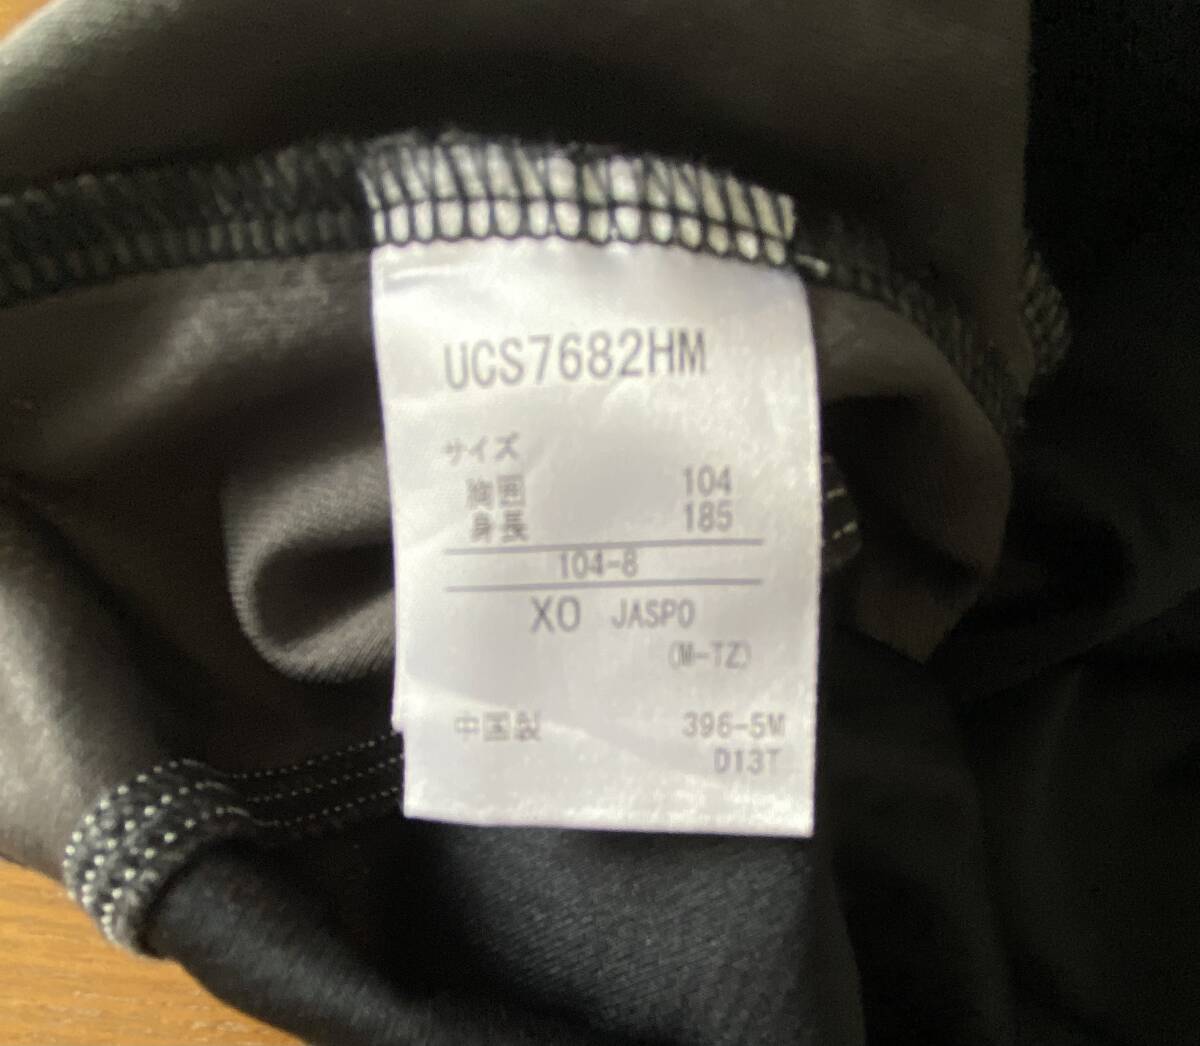 UCS7682HM
サイズ
胸囲 104
身長 185
104-8
XO JASPO
(M-TZ)
中国製 396-5M
D13T